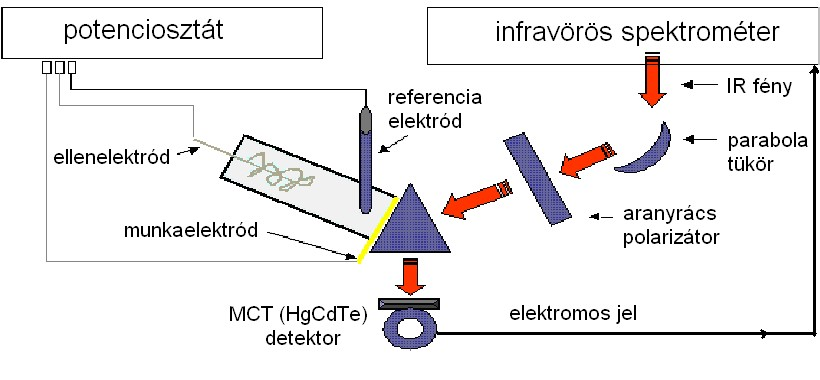 potenciosztát
infravörös spektrométer
IR fény
referencia
elektród
parabola
tükör
ellenelektród
aranyrács
polarizátor
munkaelektród
MCT (HgCdTe)
detektor
elektromos jel